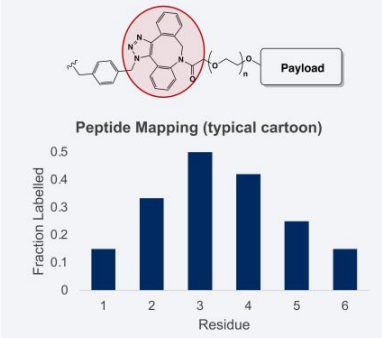 N
N
N
N
O
O
n
O
Payload
Peptide Mapping (typical cartoon)
Fraction Labelled
0.5
0.4
0.3
0.2
0.1
0
1 2 3 4 5 6
Residue